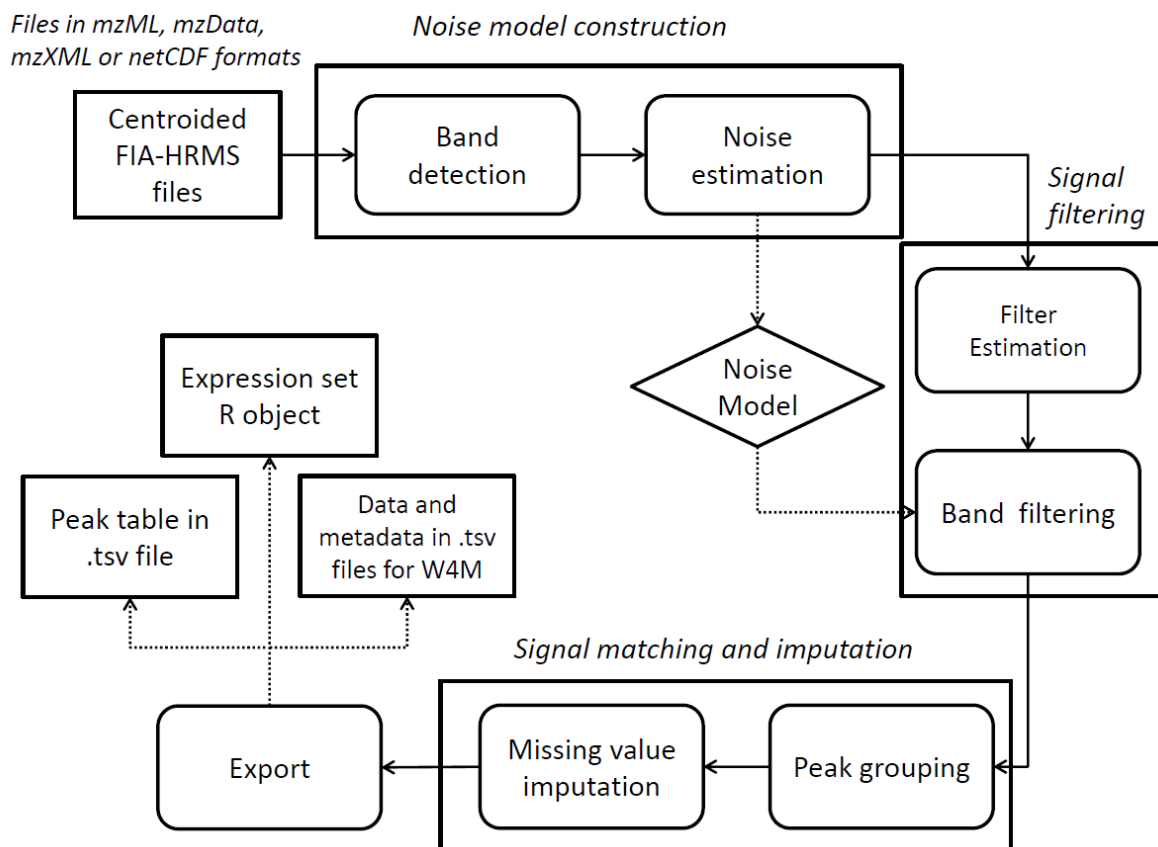 Files in mzML, mzData,
mzXML or netCDF formats
Noise model construction
Centroided
FIA-HRMS
files
Band
detection
Noise
estimation
Signal
filtering
Filter
Estimation
Noise
Model
Band filtering
Expression set
R object
Peak table in
.tsv file
Data and
metadata in .tsv
files for W4M
Signal matching and imputation
Export
Missing value
imputation
Peak grouping